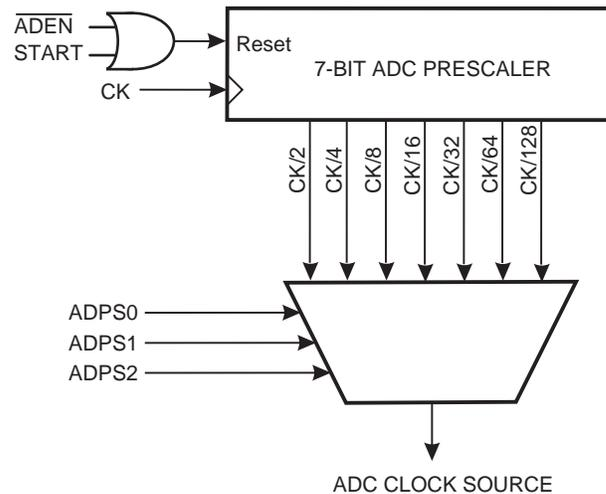 ADEN
START
Reset
7-BIT ADC PRESCALER
CK
CK/2
CK/4
CK/8
CK/16
CK/32
CK/64
CK/128
ADPS0
ADPS1
ADPS2
ADC CLOCK SOURCE